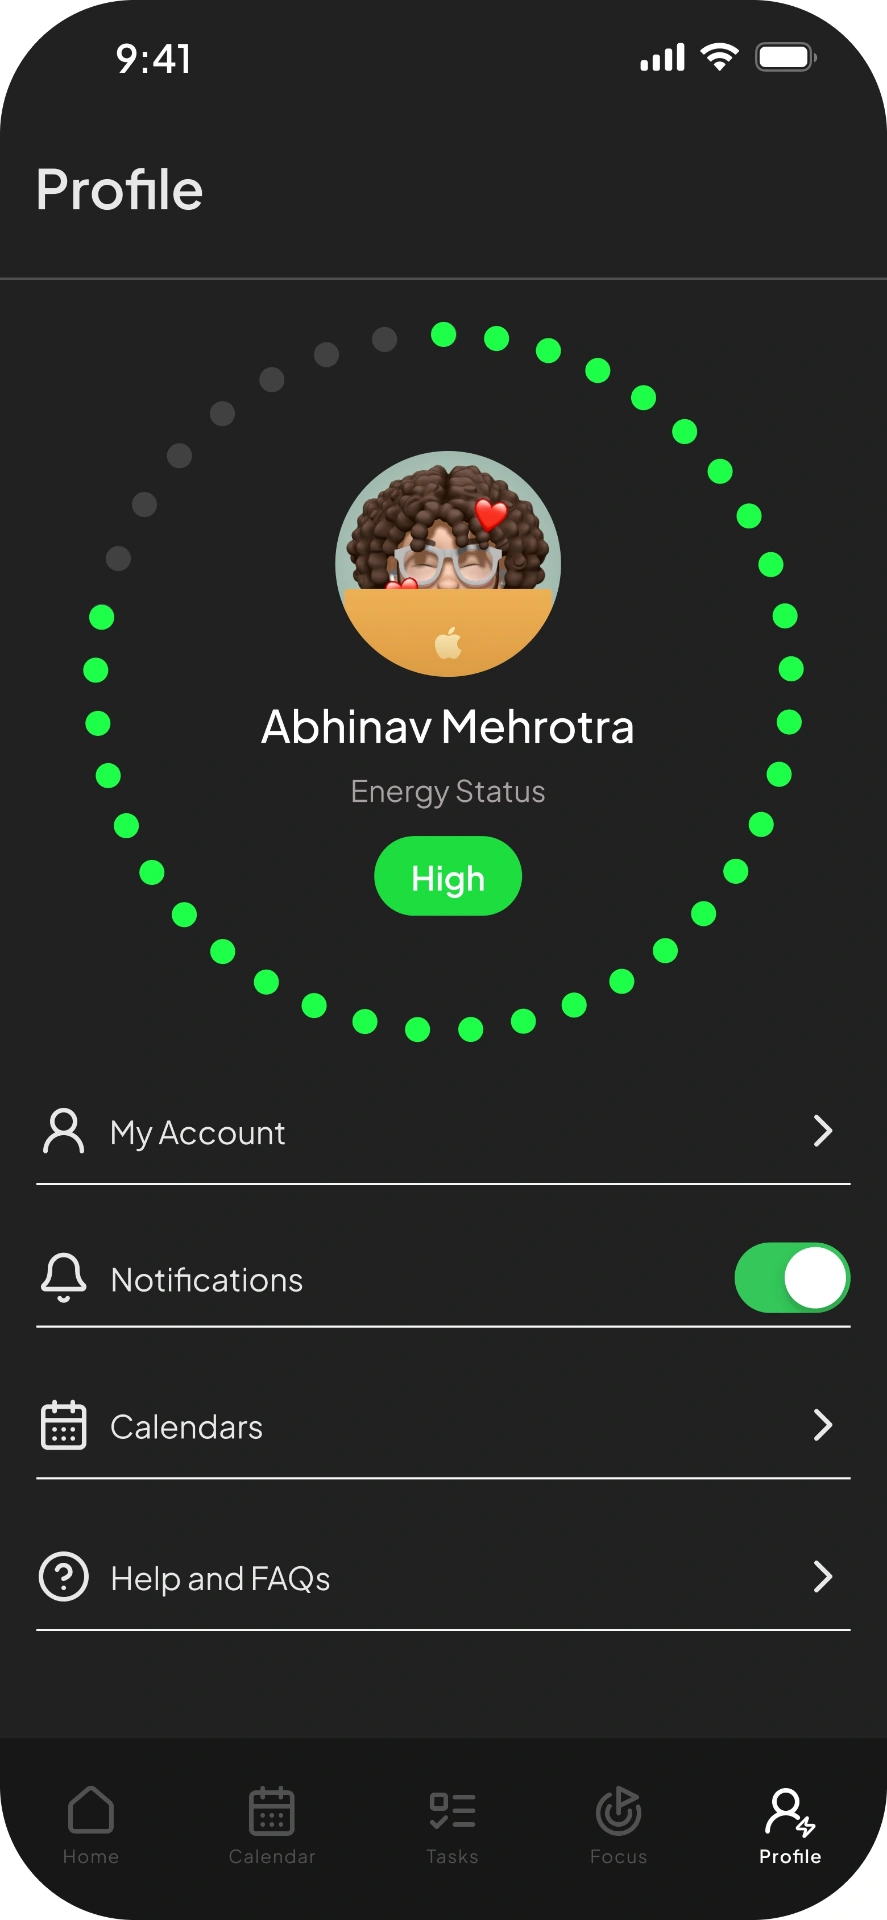 9:41
Profile
Abhinav Mehrotra
Energy Status
High
My Account
Notifications
Calendars
Help and FAQs
Home
Calendar
Tasks
Focus
Profile